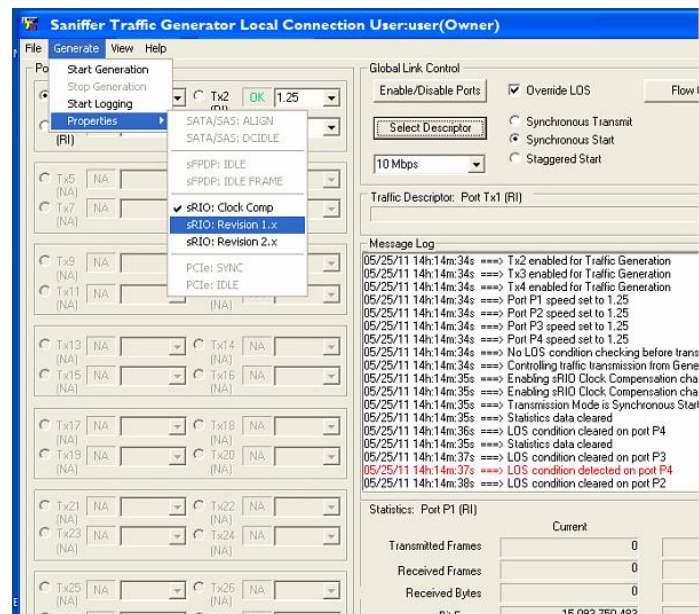 Saniffer Traffic Generator Local Connection User:user(Owner)
File Generate View Help
Start Generation
Stop Generation
Start Logging
Properties
SATA/SAS: ALIGN
SATA/SAS: DCIDLE
sFPDP: IDLE
sFPDP: IDLE FRAME
sRIO: Clock Comp
sRIO: Revision 1.x
sRIO: Revision 2.x
PCIe: SYNC
PCIe: IDLE
Po
Tx2 OK 1.25
(RI)
(RI)
Tx5 NA
(NA)
Tx7 NA
(NA)
Tx9 NA
(NA)
Tx11 NA
(NA) (NA)
Tx13 NA Tx14 NA
(NA) (NA)
Tx15 NA Tx16 NA
(NA) (NA)
Tx17 NA Tx18 NA
(NA) (NA)
Tx19 NA Tx20 NA
(NA) (NA)
Tx21 NA Tx22 NA
(NA) (NA)
Tx23 NA Tx24 NA
(NA) (NA)
Tx25 NA Tx26 NA
(NA) (NA)
Global Link Control
Enable/Disable Ports Override LOS Flow
Select Descriptor Synchronous Transmit
Synchronous Start
10 Mbps Staggered Start
Traffic Descriptor: Port Tx1 (RI)
Message Log
05/25/11 14h:14m:34s ===> Tx2 enabled for Traffic Generation
05/25/11 14h:14m:34s ===> Tx3 enabled for Traffic Generation
05/25/11 14h:14m:34s ===> Tx4 enabled for Traffic Generation
05/25/11 14h:14m:34s ===> Port P1 speed set to 1.25
05/25/11 14h:14m:34s ===> Port P2 speed set to 1.25
05/25/11 14h:14m:34s ===> Port P3 speed set to 1.25
05/25/11 14h:14m:34s ===> Port P4 speed set to 1.25
05/25/11 14h:14m:34s ===> No LOS condition checking before trans
05/25/11 14h:14m:34s ===> Controlling traffic transmission from Gene
05/25/11 14h:14m:35s ===> Enabling sRIO Clock Compensation cha
05/25/11 14h:14m:35s ===> Enabling sRIO Clock Compensation cha
05/25/11 14h:14m:35s ===> Transmission Mode is Synchronous Start
05/25/11 14h:14m:35s ===> Statistics data cleared
05/25/11 14h:14m:36s ===> LOS condition cleared on port P4
05/25/11 14h:14m:35s ===> Statistics data cleared
05/25/11 14h:14m:37s ===> LOS condition cleared on port P3
05/25/11 14h:14m:37s ===> LOS condition detected on port P4
05/25/11 14h:14m:38s ===> LOS condition cleared on port P2
Statistics: Port P1 (RI)
Current
Transmitted Frames 0
Received Frames 0
Received Bytes 0